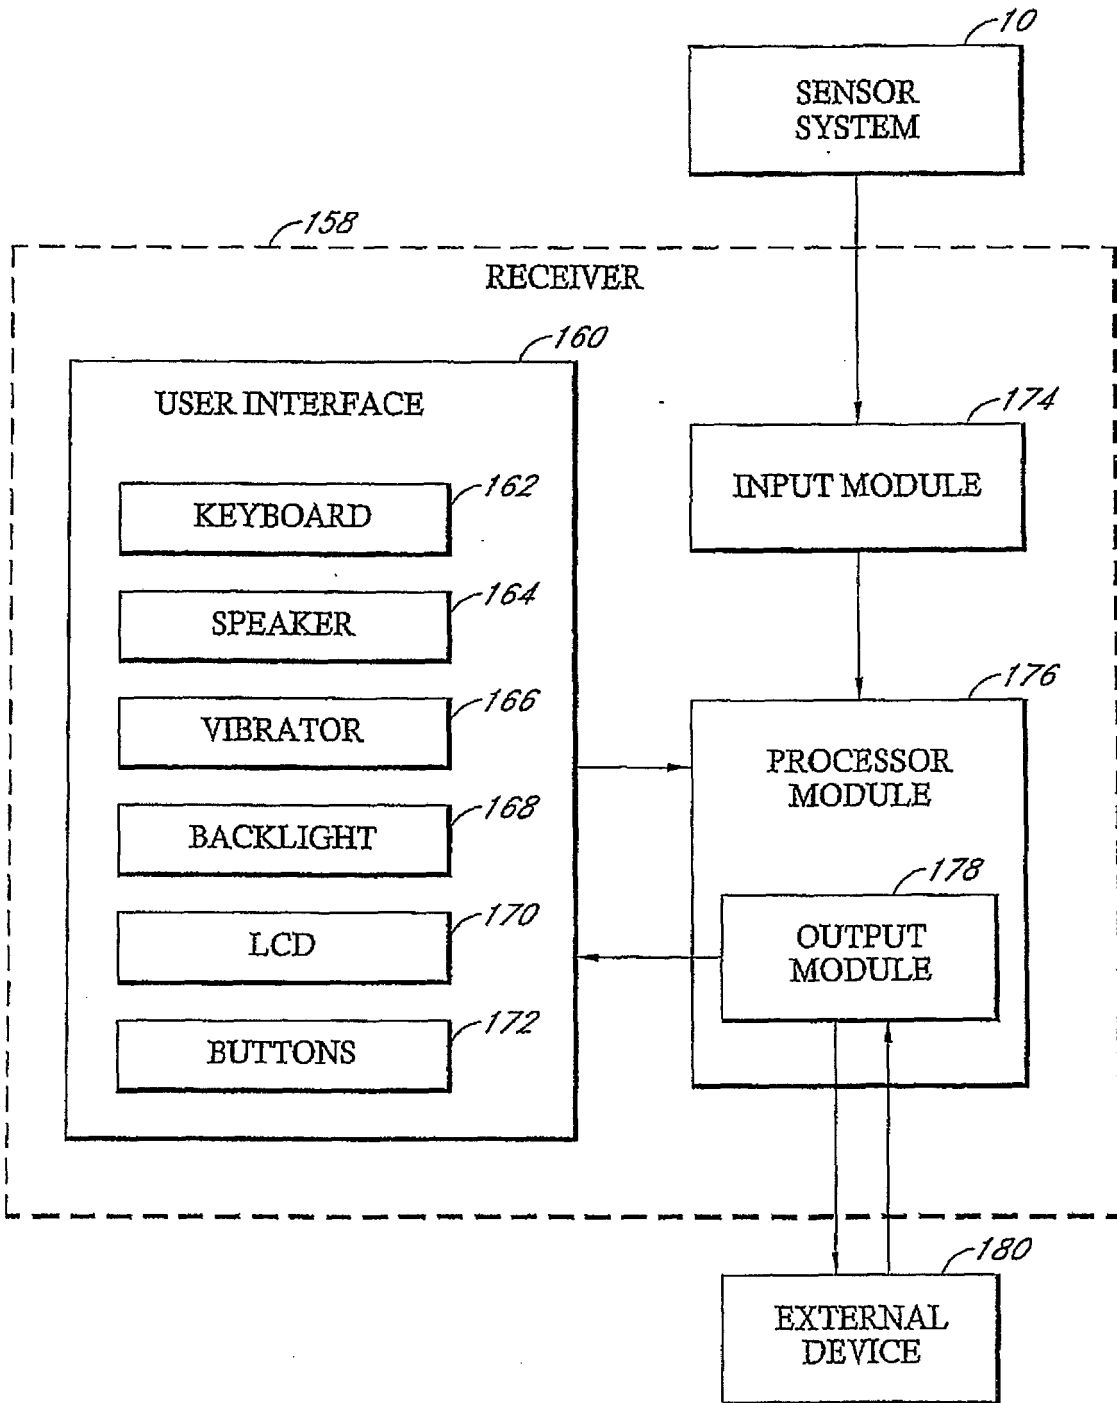 10
SENSOR
SYSTEM
158
RECEIVER
160
USER INTERFACE
174
INPUT MODULE
162
KEYBOARD
164
SPEAKER
166
VIBRATOR
168
BACKLIGHT
170
LCD
172
BUTTONS
176
PROCESSOR
MODULE
178
OUTPUT
MODULE
180
EXTERNAL
DEVICE